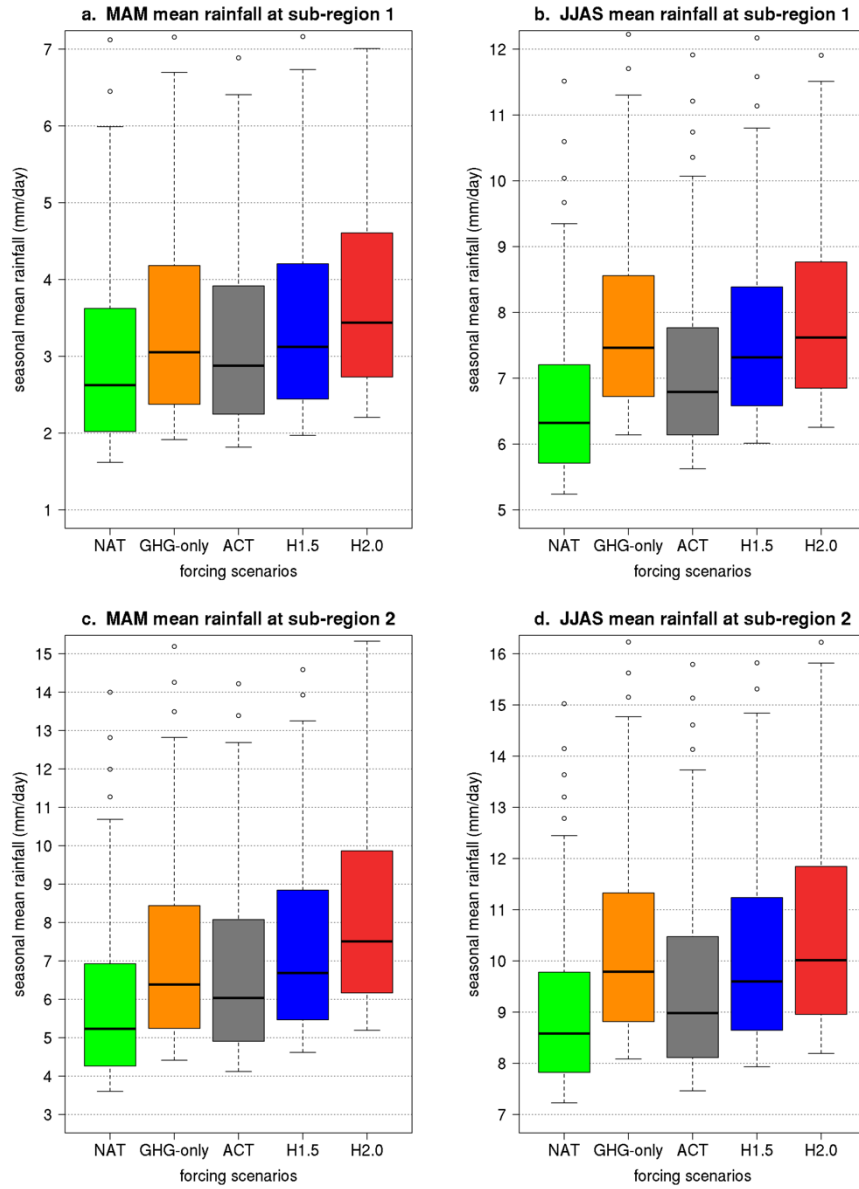 a. MAM mean rainfall at sub-region 1
seasonal mean rainfall (mm/day)
7
6
5
4
3
2
1
NAT GHG-only ACT H1.5 H2.0
forcing scenarios
b. JJAS mean rainfall at sub-region 1
seasonal mean rainfall (mm/day)
12
11
10
9
8
7
6
5
NAT GHG-only ACT H1.5 H2.0
forcing scenarios
c. MAM mean rainfall at sub-region 2
seasonal mean rainfall (mm/day)
15
14
13
12
11
10
9
8
7
6
5
4
3
NAT GHG-only ACT H1.5 H2.0
forcing scenarios
d. JJAS mean rainfall at sub-region 2
seasonal mean rainfall (mm/day)
16
15
14
13
12
11
10
9
8
7
NAT GHG-only ACT H1.5 H2.0
forcing scenarios